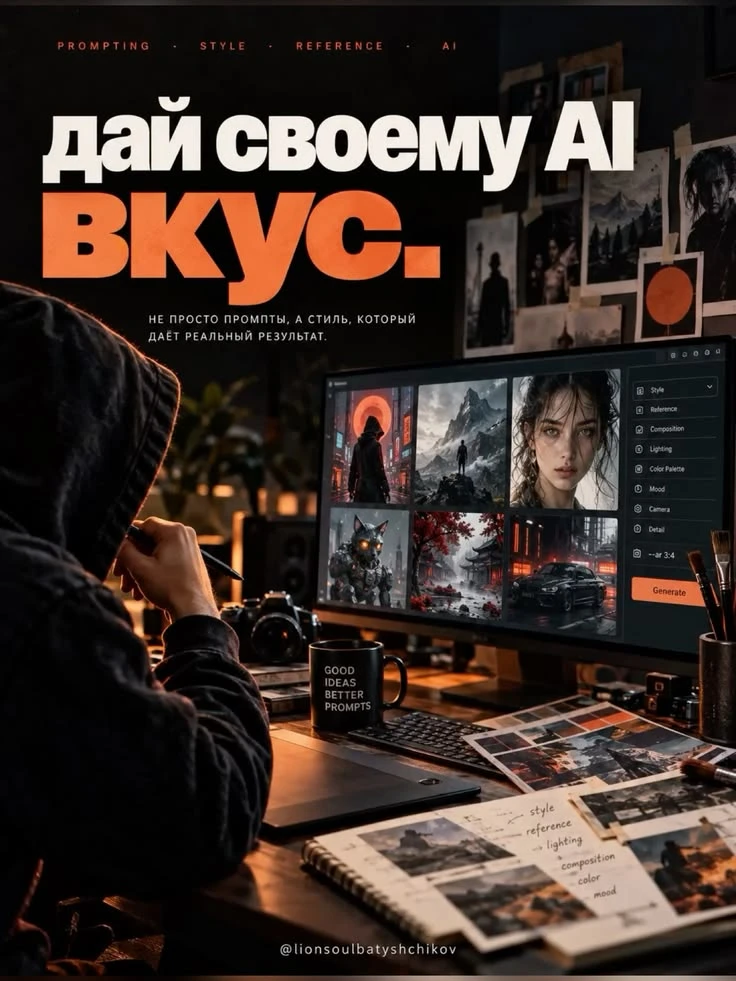 PROMPTING · STYLE · REFERENCE · AI
дай своему AI
вкус.
НЕ ПРОСТО ПРОМПТЫ, А СТИЛЬ, КОТОРЫЙ
ДАЁТ РЕАЛЬНЫЙ РЕЗУЛЬТАТ.
Style
Reference
Composition
Lighting
Color Palette
Mood
Camera
Detail
--ar 3:4
Generate
GOOD
IDEAS
BETTER
PROMPTS
style
reference
lighting
composition
color
mood
@lionsoulbatyshchikov